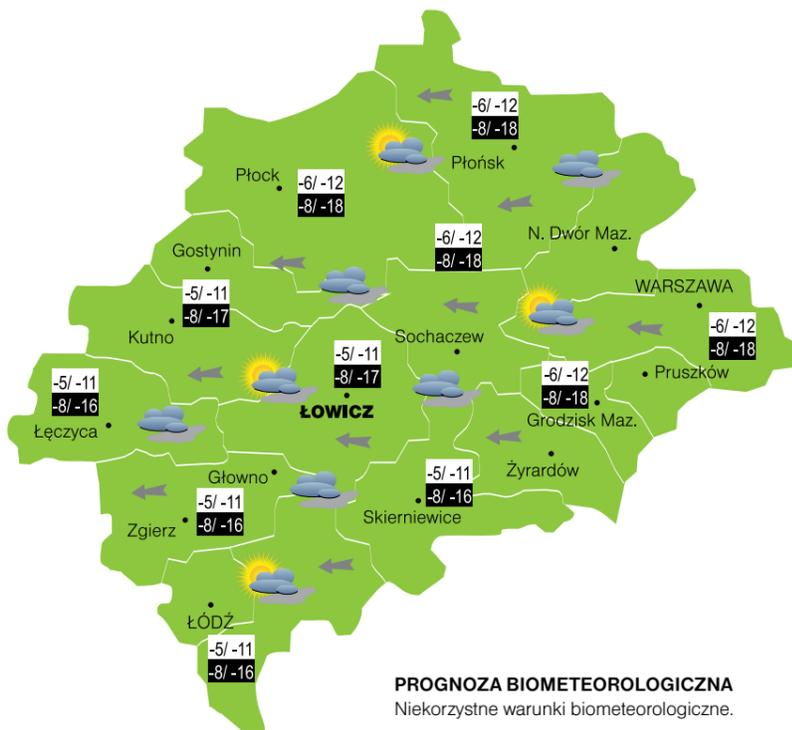 -6/ -12
-8/ -18
Płońsk
Płock
-6/ -12
-8/ -18
-6/ -12
-8/ -18
N. Dwór Maz.
Gostynin
-5/ -11
-8/ -17
Kutno
WARSZAWA
-6/ -12
-8/ -18
Sochaczew
-5/ -11
-8/ -17
ŁOWICZ
-6/ -12
-8/ -18
Pruszków
Grodzisk Maz.
-5/ -11
-8/ -16
Łęczyca
Żyrardów
Głowno
-5/ -11
-8/ -16
Skierniewice
-5/ -11
-8/ -16
Zgierz
ŁÓDŹ
-5/ -11
-8/ -16
PROGNOZA BIOMETEOROLOGICZNA
Niekorzystne warunki biometeorologiczne.